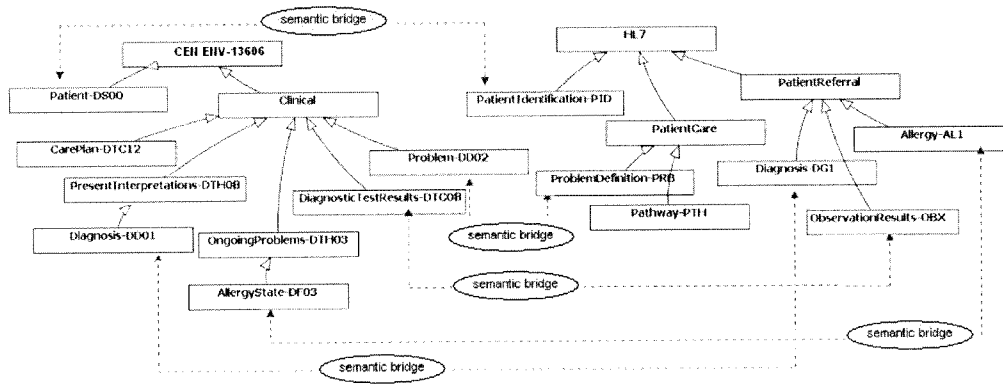 semantic bridge
CEN ENV-13606
HL7
Patient-DS00
Clinical
PatientIdentification-PID
PatientReferral
CarePlan-DTC12
Problem-DD02
PatientCare
Allergy-AL1
PresentInterpretations-DTH08
DiagnosticTestResults-DTC08
ProblemDefinition-PRB
Diagnosis-DG1
Pathway-PTH
ObservationResults-OBX
Diagnosis-DD01
OngoingProblems-DTH03
semantic bridge
AllergyState-DF03
semantic bridge
semantic bridge
semantic bridge